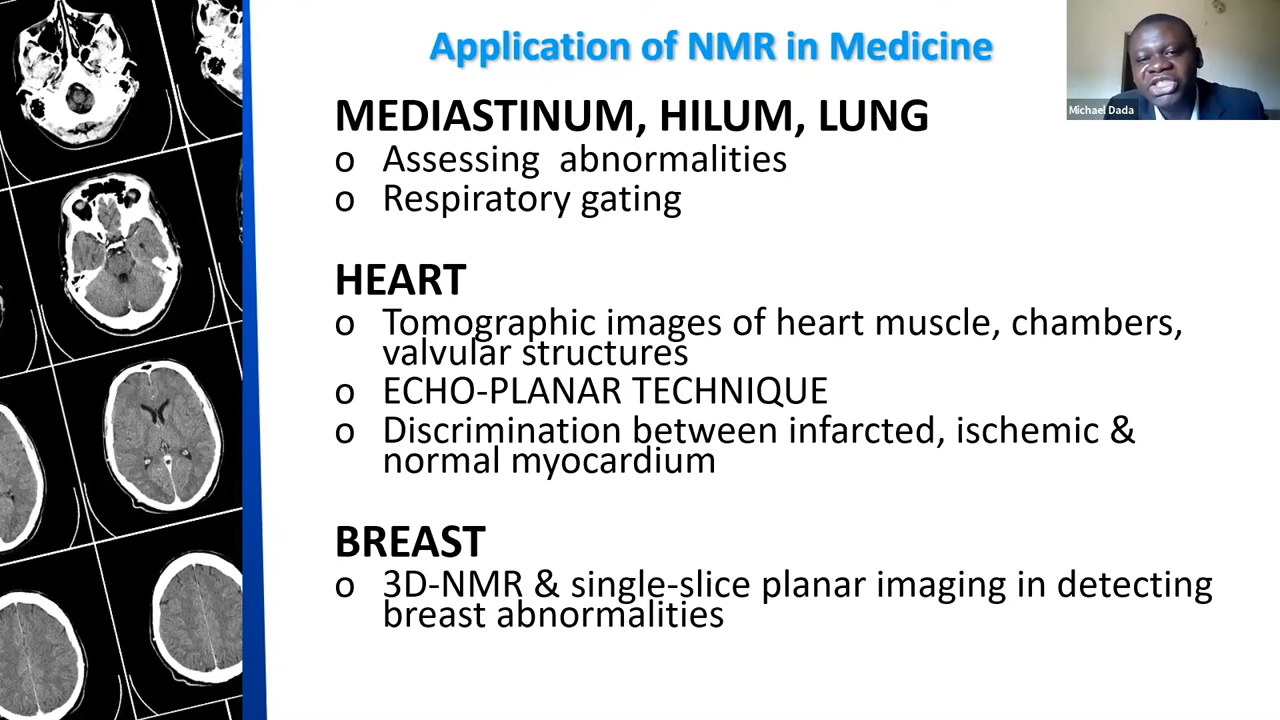 Application of NMR in Medicine
Michael Dada
MEDIASTINUM, HILUM, LUNG
o Assessing abnormalities
o Respiratory gating
HEART
o Tomographic images of heart muscle, chambers,
valvular structures
o ECHO-PLANAR TECHNIQUE
o Discrimination between infarcted, ischemic &
normal myocardium
BREAST
o 3D-NMR & single-slice planar imaging in detecting
breast abnormalities